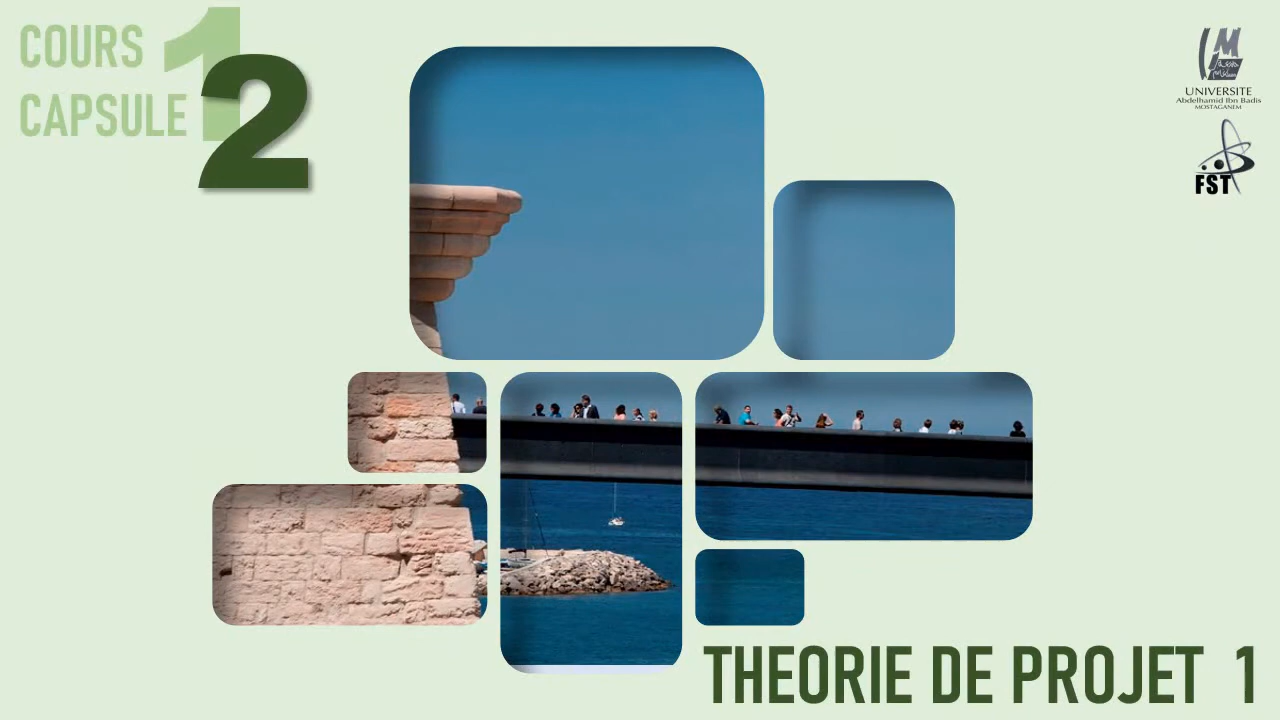 COURS 1
CAPSULE 2
UNIVERSITE
Abdelhamid Ibn Badis
MOSTAGANEM
FST
THEORIE DE PROJET 1